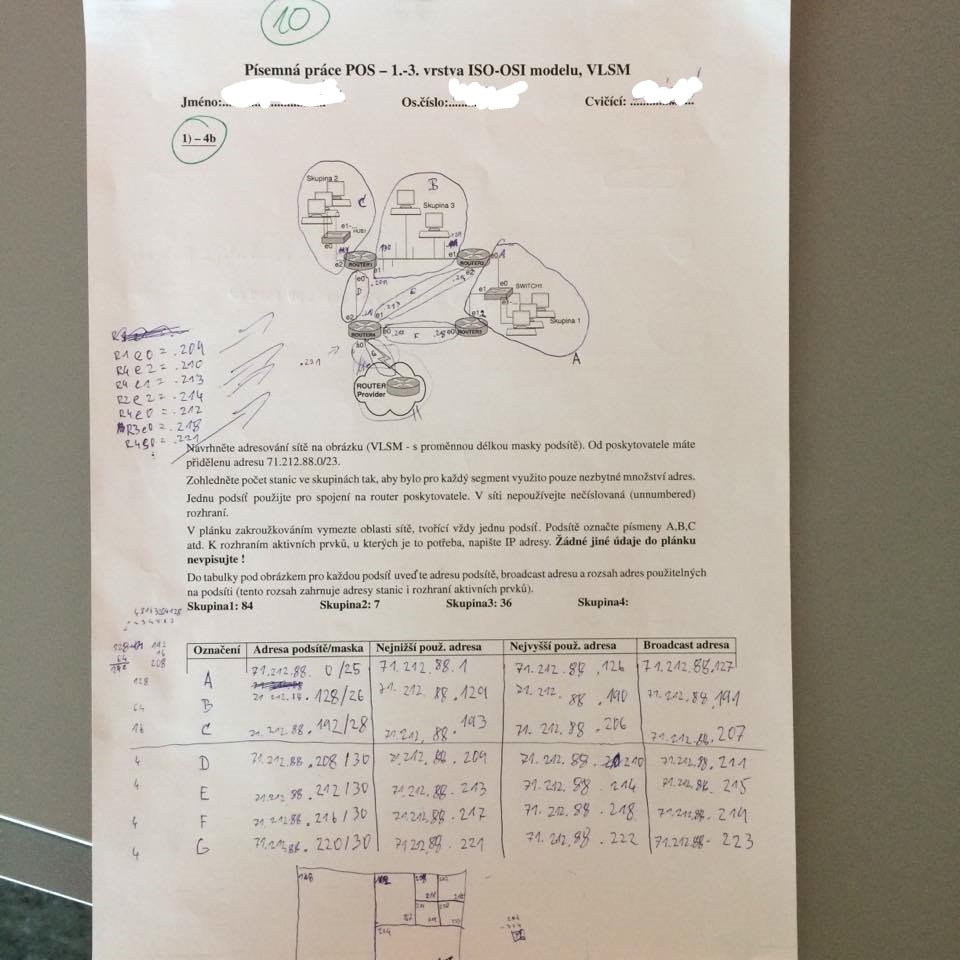 10
Písemná práce POS – 1.-3. vrstva ISO-OSI modelu, VLSM
Jméno: Os.číslo: Cvičící:
1) – 4b
Skupina 2
C
B
Skupina 3
HUB1
e1
e0
e2
ROUTER1
e1
190
e1
e2
e0
A
e0
D
.209
E
.213
e1
e0
SWITCH1
Skupina 1
A
e2
e1
ROUTER4
e0
F
.218
e0
ROUTER3
s0
G
.221
ROUTER
Provider
R1 e0 = .209
R4 e2 = .210
R4 e1 = .213
R2 e2 = .214
R4 e0 = .212
R3 e0 = .218
R4 S0 = .221
Navrhněte adresování sítě na obrázku (VLSM - s proměnnou délkou masky podsítě). Od poskytovatele máte
přidělenu adresu 71.212.88.0/23.
Zohledněte počet stanic ve skupinách tak, aby bylo pro každý segment využito pouze nezbytné množství adres.
Jednu podsíť použijte pro spojení na router poskytovatele. V síti nepoužívejte nečíslovaná (unnumbered)
rozhraní.
V plánku zakroužkováním vymezte oblasti sítě, tvořící vždy jednu podsíť. Podsítě označte písmeny A,B,C
atd. K rozhraním aktivních prvků, u kterých je to potřeba, napište IP adresy. Žádné jiné údaje do plánku
nevpisujte !
Do tabulky pod obrázkem pro každou podsíť uveďte adresu podsítě, broadcast adresu a rozsah adres použitelných
na podsíti (tento rozsah zahrnuje adresy stanic i rozhraní aktivních prvků).
Skupina1: 84 Skupina2: 7 Skupina3: 36 Skupina4:
Označení Adresa podsítě/maska Nejnižší použ. adresa Nejvyšší použ. adresa Broadcast adresa
128 A 71.212.88.0/25 71.212.88.1 71.212.88.126 71.212.88.127
64 B 71.212.88.128/26 71.212.88.129 71.212.88.190 71.212.88.191
16 C 71.212.88.192/28 71.212.88.193 71.212.88.206 71.212.88.207
4 D 71.212.88.208/30 71.212.88.209 71.212.88.210 71.212.88.211
4 E 71.212.88.212/30 71.212.88.213 71.212.88.214 71.212.88.215
4 F 71.212.88.216/30 71.212.88.217 71.212.88.218 71.212.88.219
4 G 71.212.88.220/30 71.212.88.221 71.212.88.222 71.212.88.223
128
224